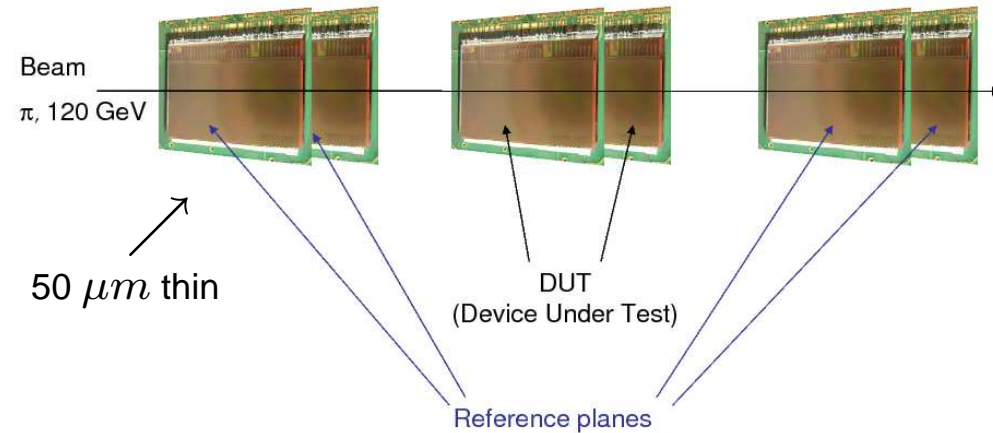 Beam
π, 120 GeV
50 μm thin
DUT
(Device Under Test)
Reference planes